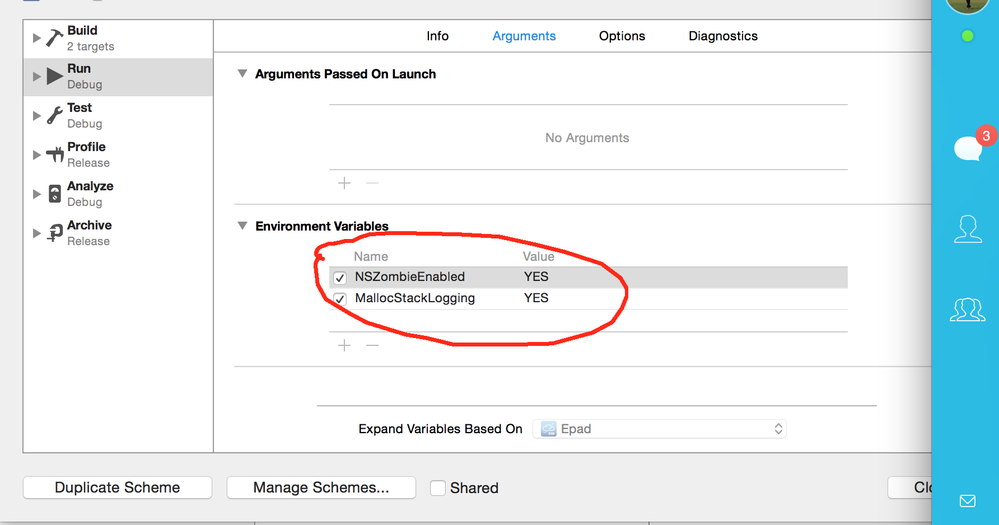 Build
2 targets
Run
Debug
Test
Debug
Profile
Release
Analyze
Debug
Archive
Release
Info Arguments Options Diagnostics
Arguments Passed On Launch
No Arguments
Environment Variables
Name Value
NSZombieEnabled YES
MallocStackLogging YES
Expand Variables Based On Epad
Duplicate Scheme Manage Schemes... Shared
3